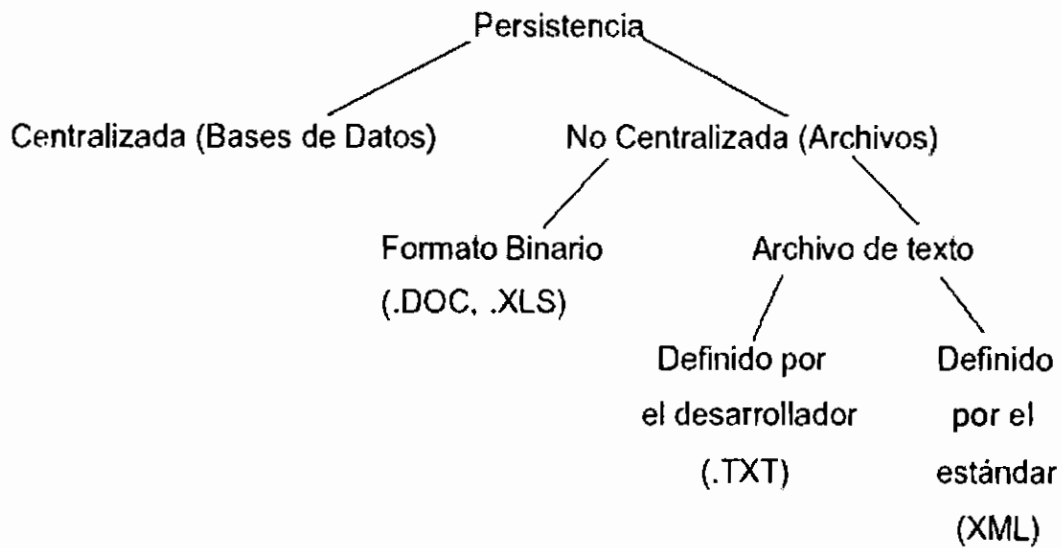 Persistencia
Centralizada (Bases de Datos)
No Centralizada (Archivos)
Formato Binario
(.DOC, .XLS)
Archivo de texto
Definido por
el desarrollador
(.TXT)
Definido
por el
estándar
(XML)